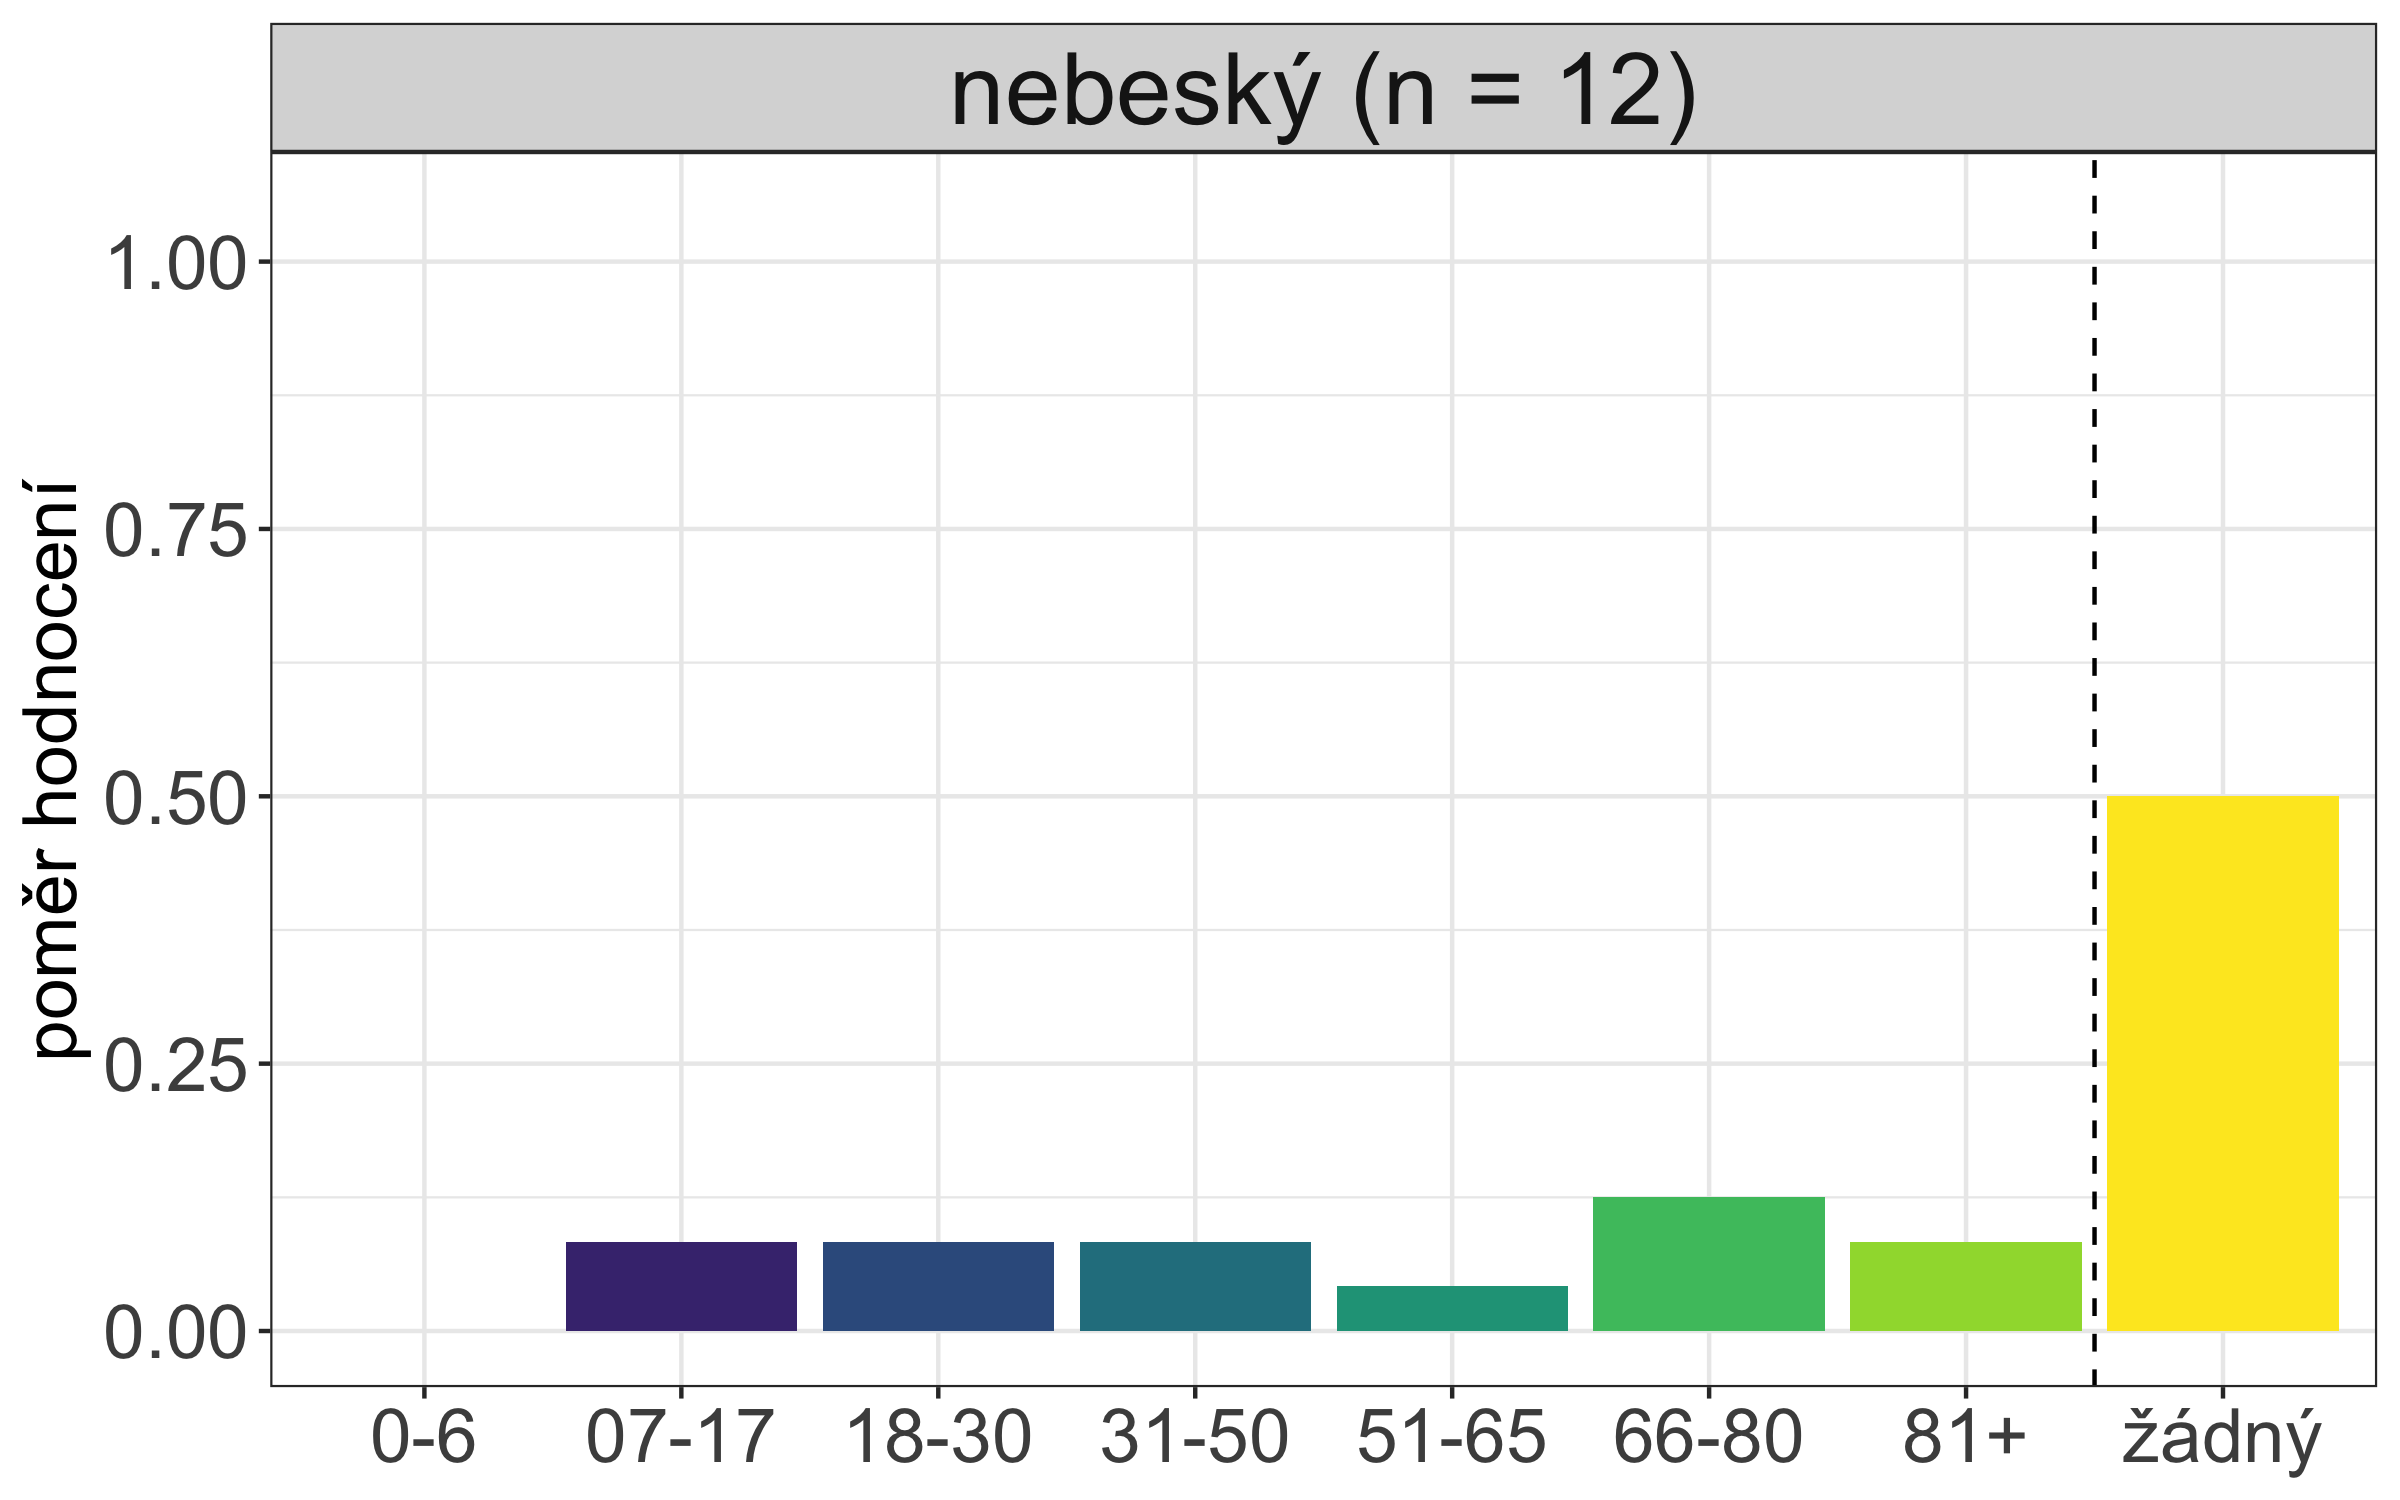 nebeský (n = 12)
poměr hodnocení
1.00
0.75
0.50
0.25
0.00
0-6 07-17 18-30 31-50 51-65 66-80 81+ žádný